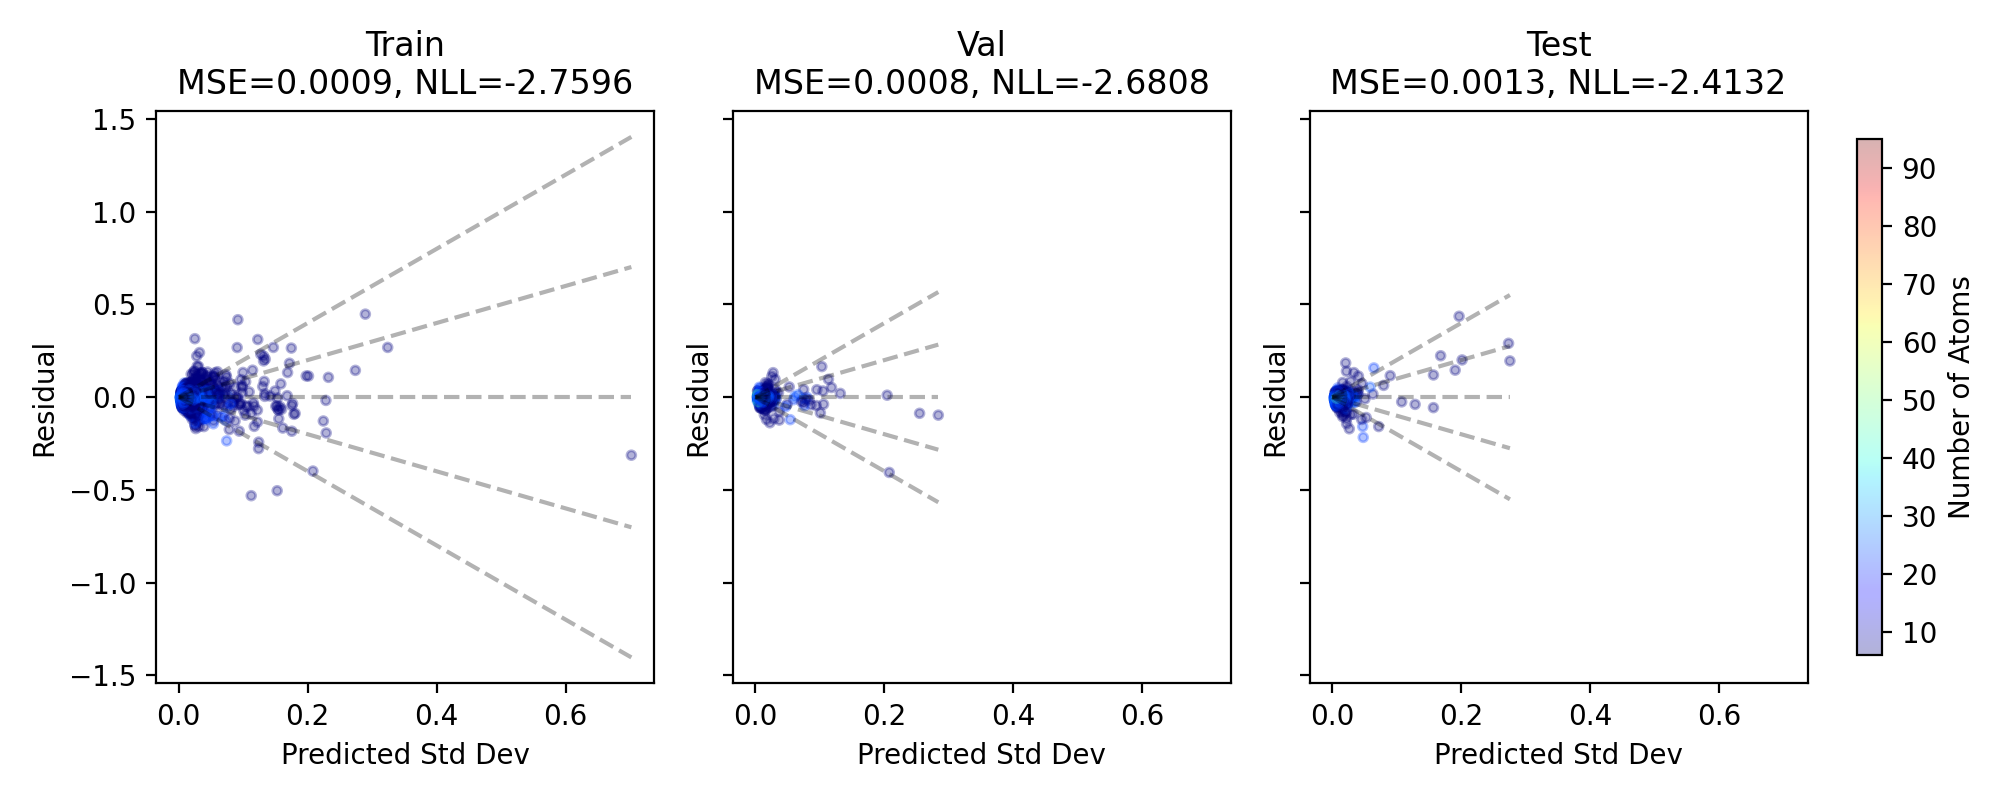 Train
MSE=0.0009, NLL=-2.7596
Val
MSE=0.0008, NLL=-2.6808
Test
MSE=0.0013, NLL=-2.4132
1.5
1.0
0.5
0.0
−0.5
−1.0
−1.5
Residual
0.0 0.2 0.4 0.6
Predicted Std Dev
Residual
0.0 0.2 0.4 0.6
Predicted Std Dev
Residual
0.0 0.2 0.4 0.6
Predicted Std Dev
90
80
70
60
50
40
30
20
10
Number of Atoms